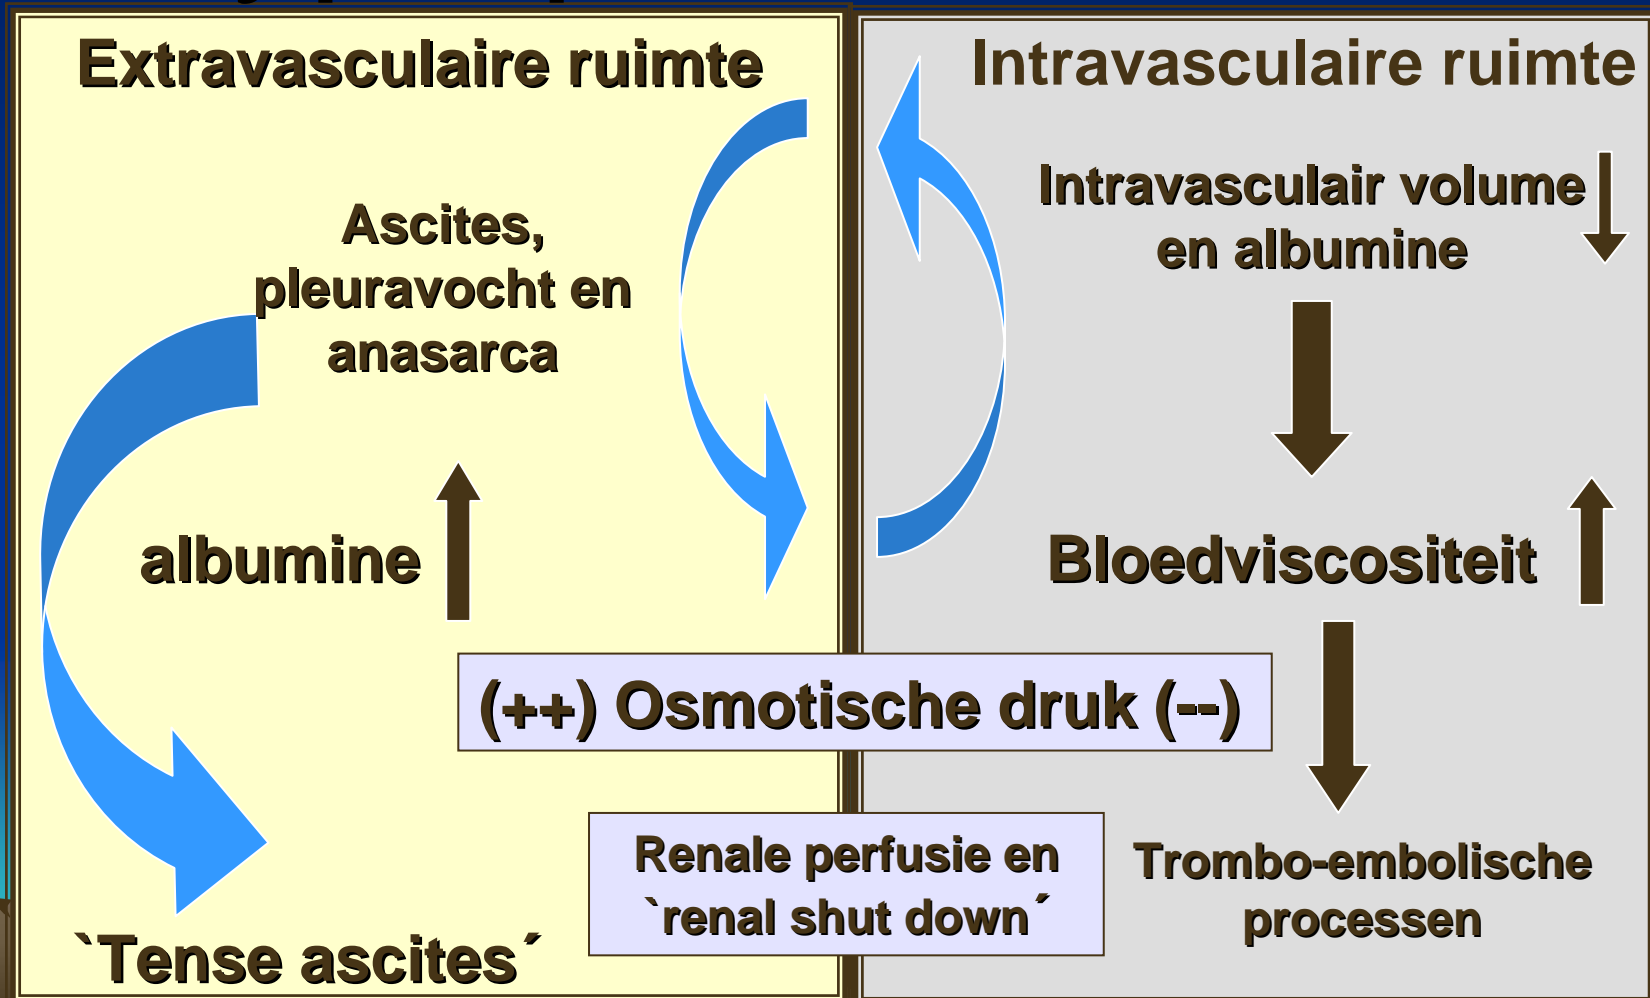 Extravasculaire ruimte
Ascites,
pleuravocht en
anasarca
albumine
`Tense ascites´
Intravasculaire ruimte
Intravasculair volume
en albumine
Bloedviscositeit
(++) Osmotische druk (--)
Renale perfusie en
`renal shut down´
Trombo-embolische
processen